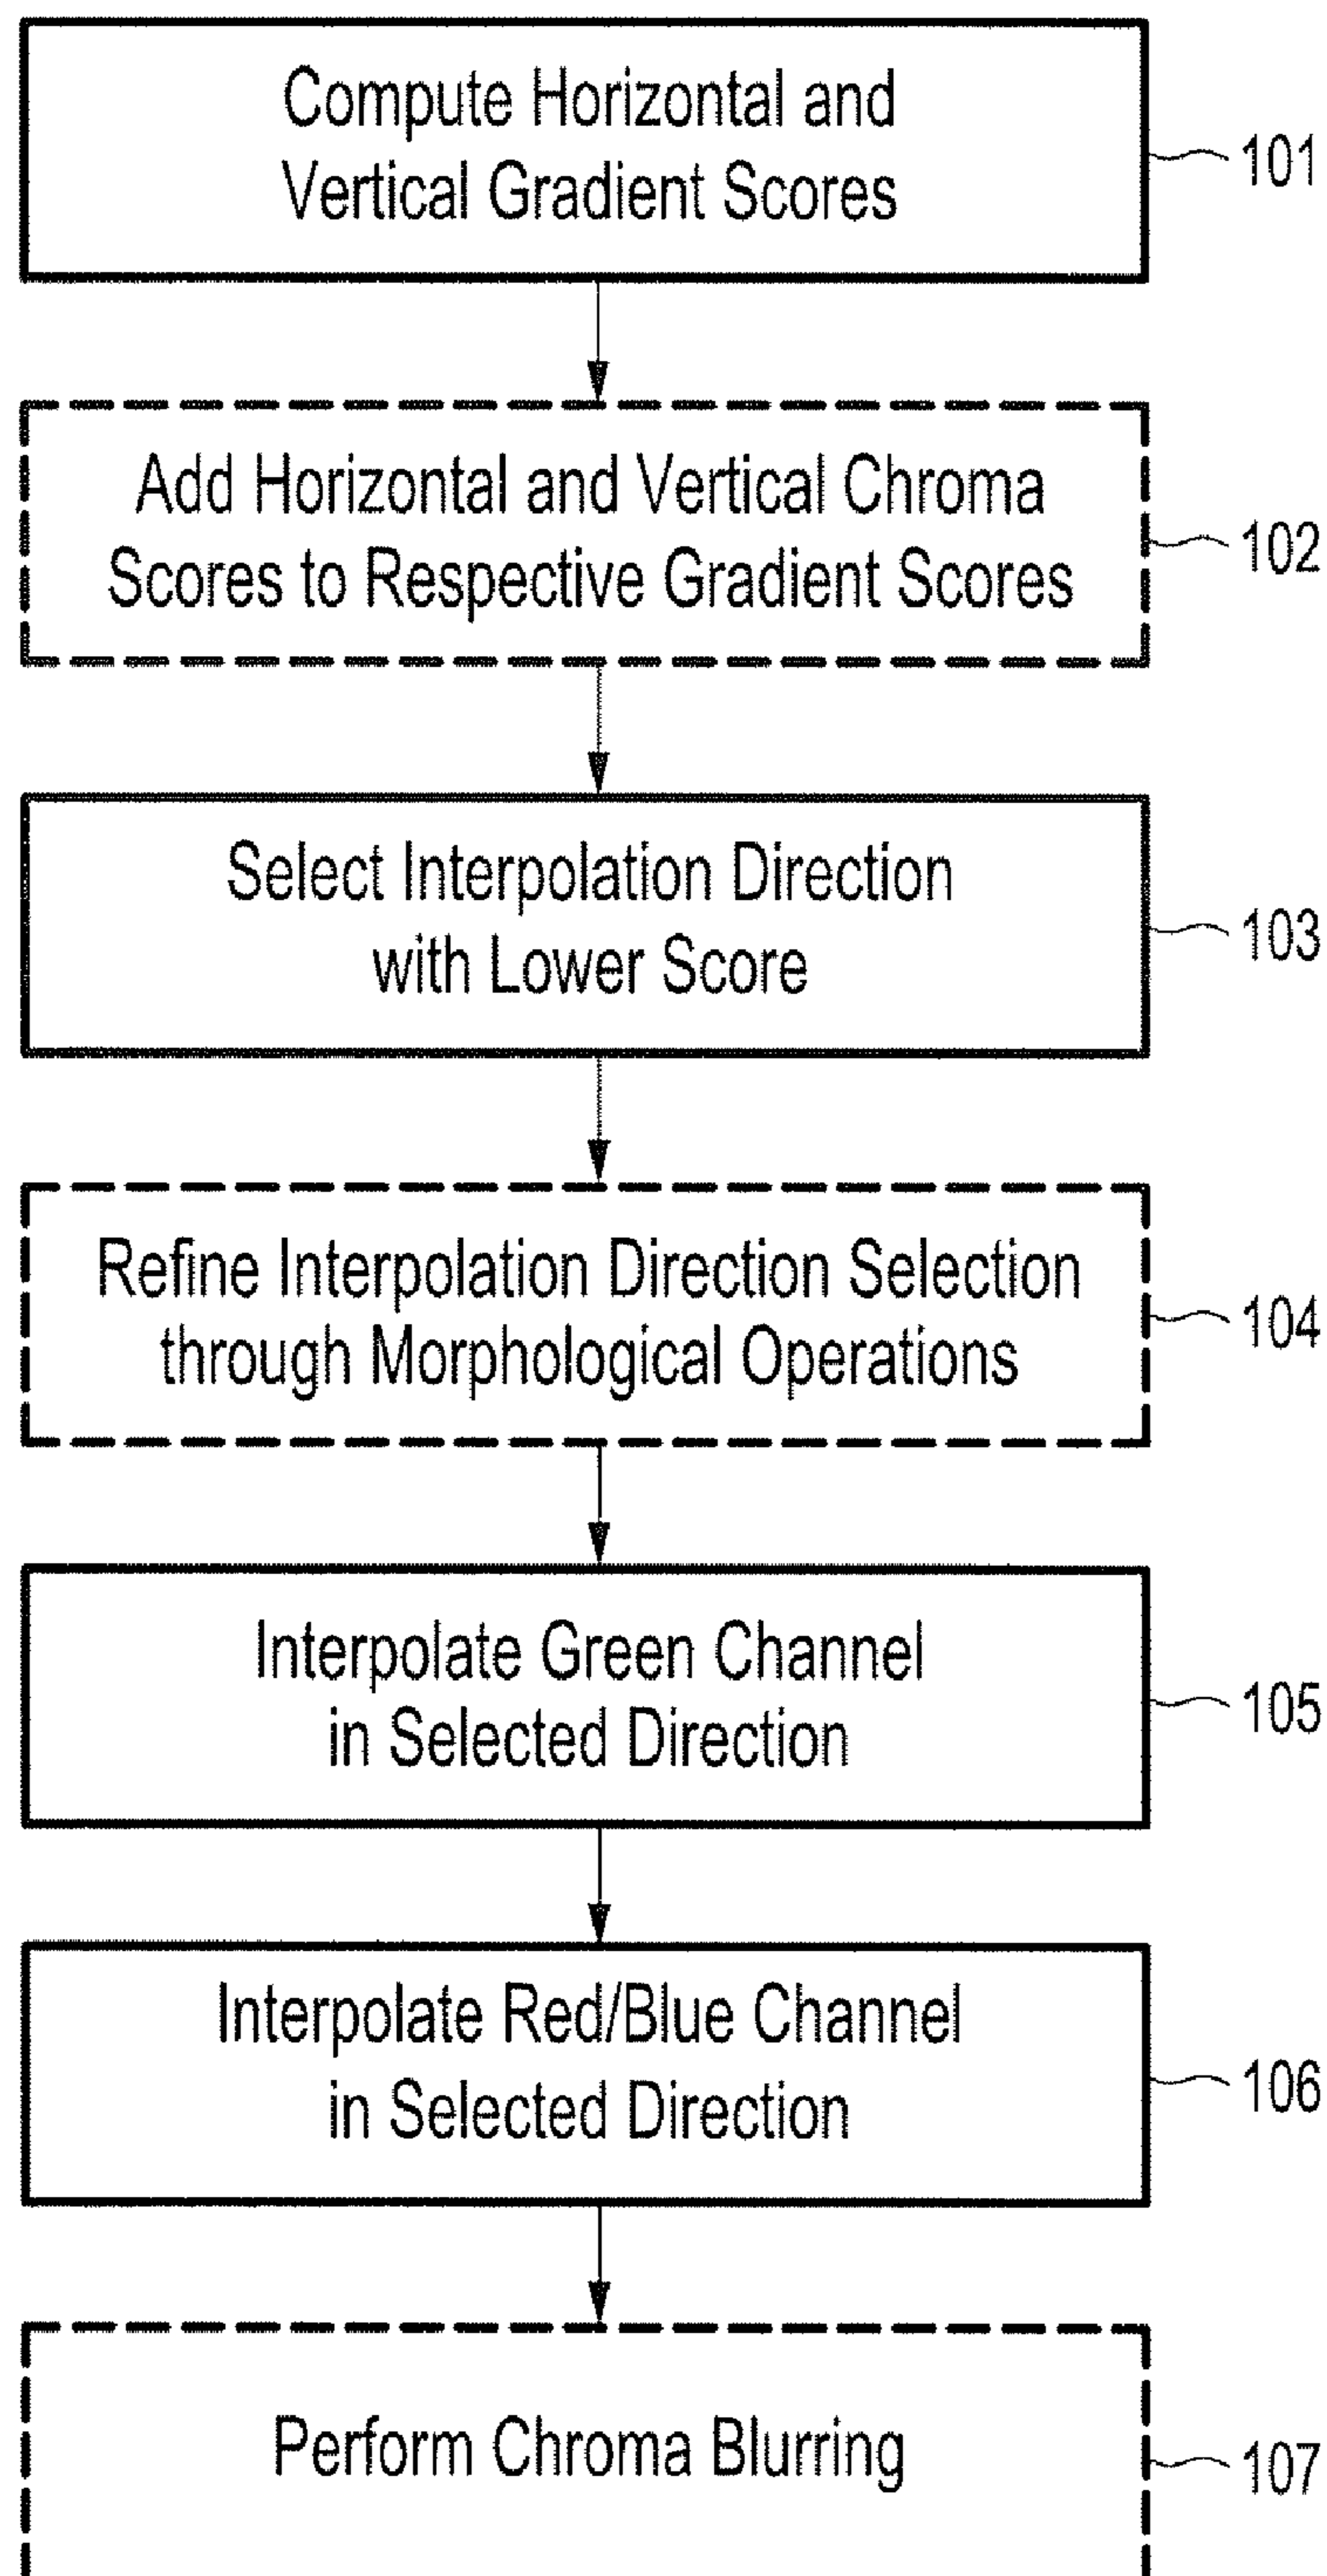 Compute Horizontal and
Vertical Gradient Scores
101
Add Horizontal and Vertical Chroma
Scores to Respective Gradient Scores
102
Select Interpolation Direction
with Lower Score
103
Refine Interpolation Direction Selection
through Morphological Operations
104
Interpolate Green Channel
in Selected Direction
105
Interpolate Red/Blue Channel
in Selected Direction
106
Perform Chroma Blurring
107